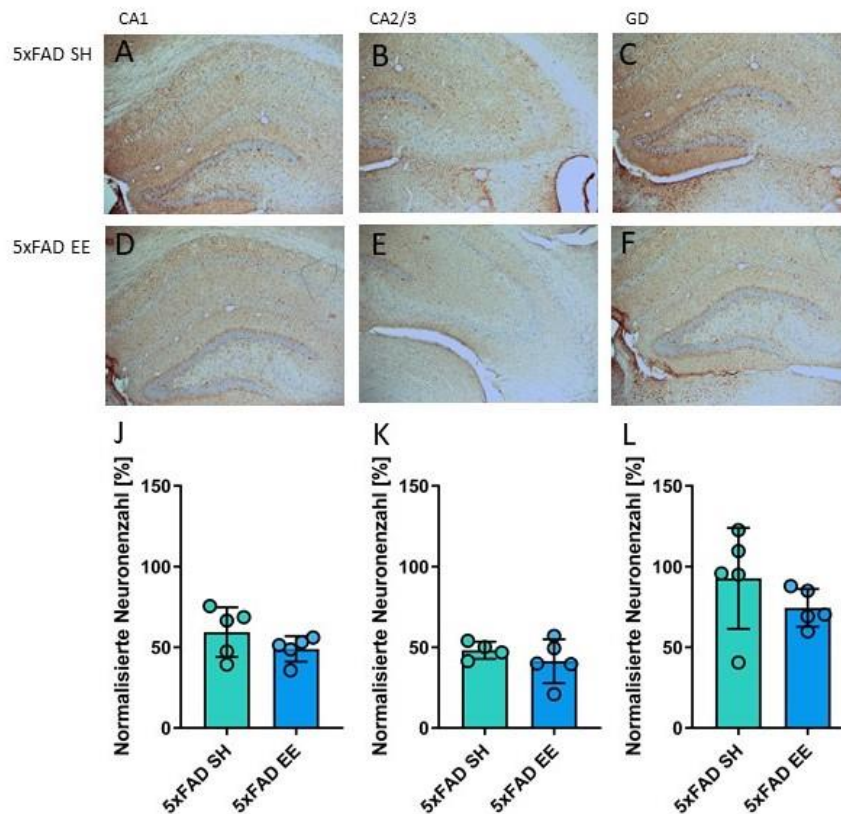 CA1 CA2/3 GD
5xFAD SH
A B C
5xFAD EE
D E F
J K L
Normalisierte Neuronenzahl [%]
150
100
50
0
5xFAD SH
5xFAD EE
Normalisierte Neuronenzahl [%]
150
100
50
0
5xFAD SH
5xFAD EE
Normalisierte Neuronenzahl [%]
150
100
50
0
5xFAD SH
5xFAD EE